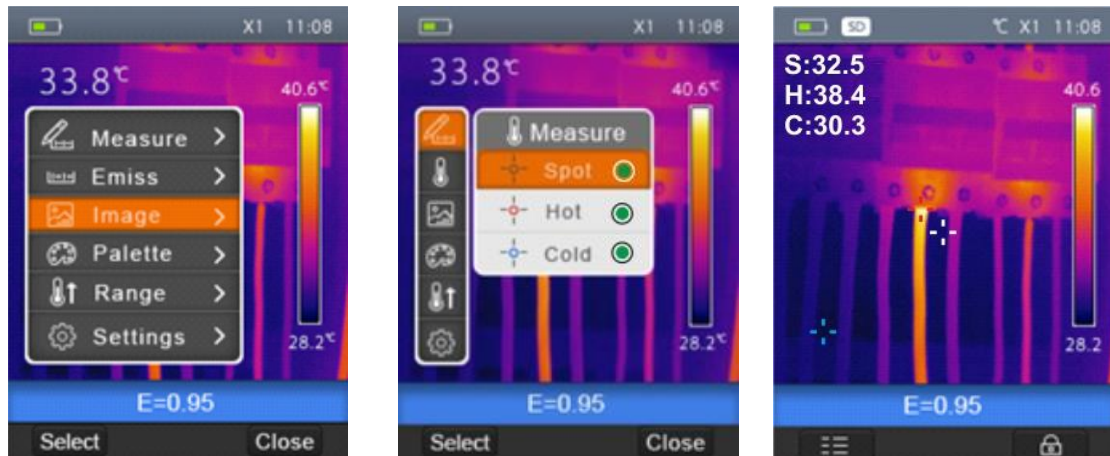 X1 11:08
33.8℃
40.6℃
Measure
Emiss
Image
Palette
Range
Settings
28.2℃
E=0.95
Select Close
X1 11:08
33.8℃
40.6℃
Measure
Spot
Hot
Cold
28.2℃
E=0.95
Select Close
SD ℃ X1 11:08
S:32.5
H:38.4
C:30.3
40.6
28.2
E=0.95